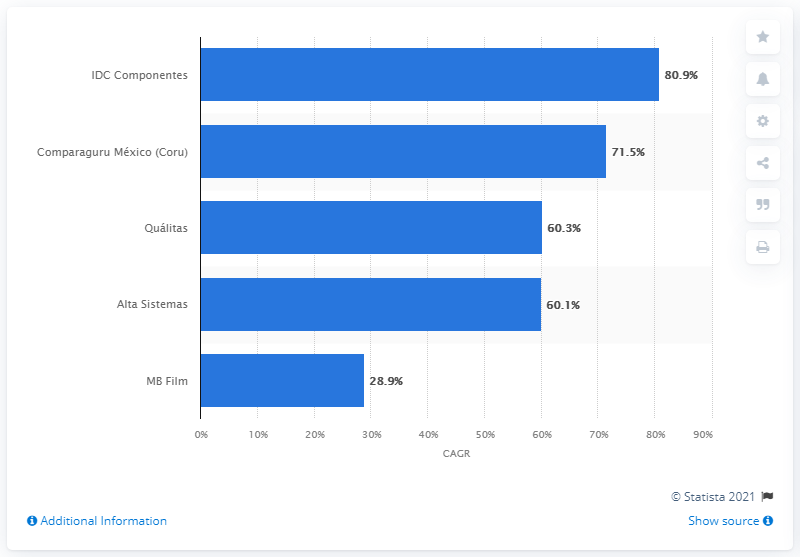 IDC Componentes
80.9%
Comparaguru México (Coru)
71.5%
Quálitas
60.3%
Alta Sistemas
60.1%
MB Film
28.9%
0% 10% 20% 30% 40% 50% 60% 70% 80% 90%
CAGR
© Statista 2021
Additional Information
Show source